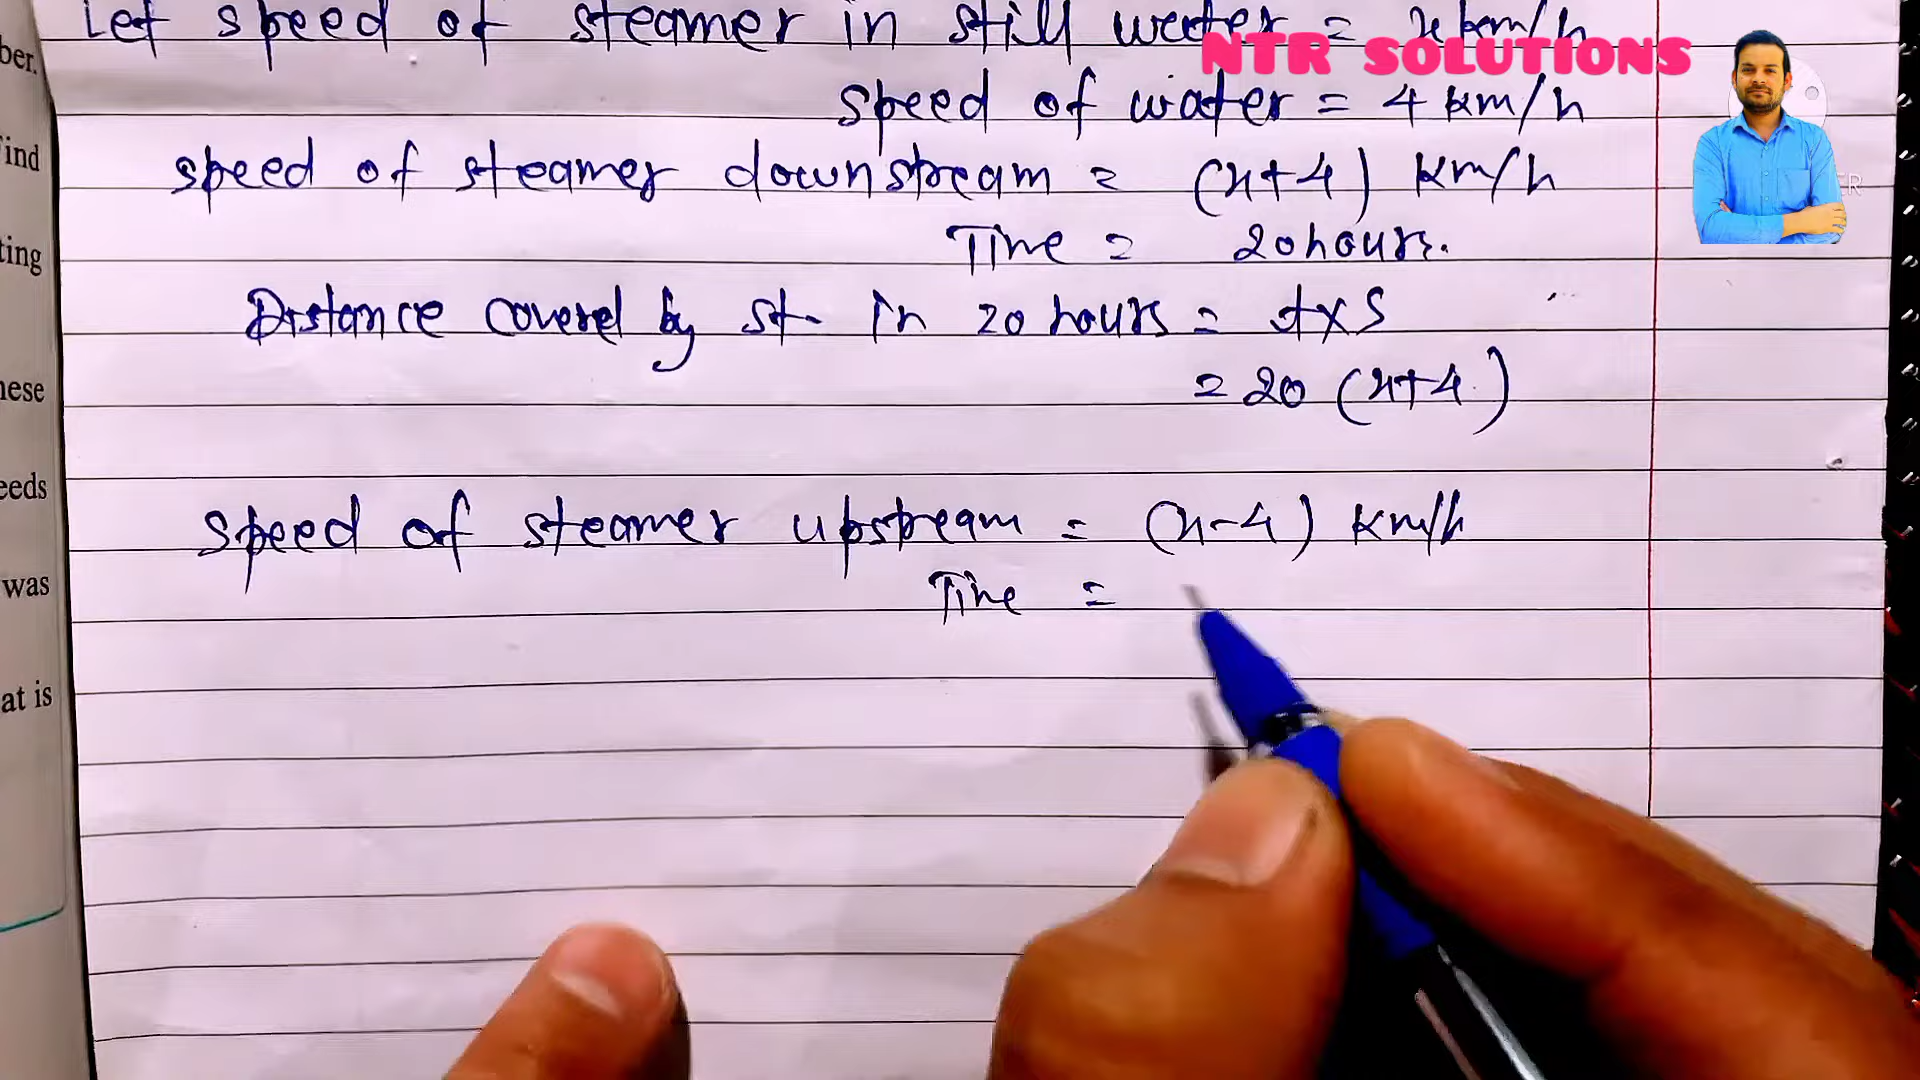 Let speed of steamer in still water = x km/h
NTR SOLUTIONS
speed of water = 4 km/h
speed of steamer downstream = (x+4) km/h
Time = 20 hours.
Distance covered by st. in 20 hours = t×s
= 20 (x+4)
speed of steamer upstream = (x-4) km/h
Time =
ber.
ind
ting
hese
eeds
was
at is
ER